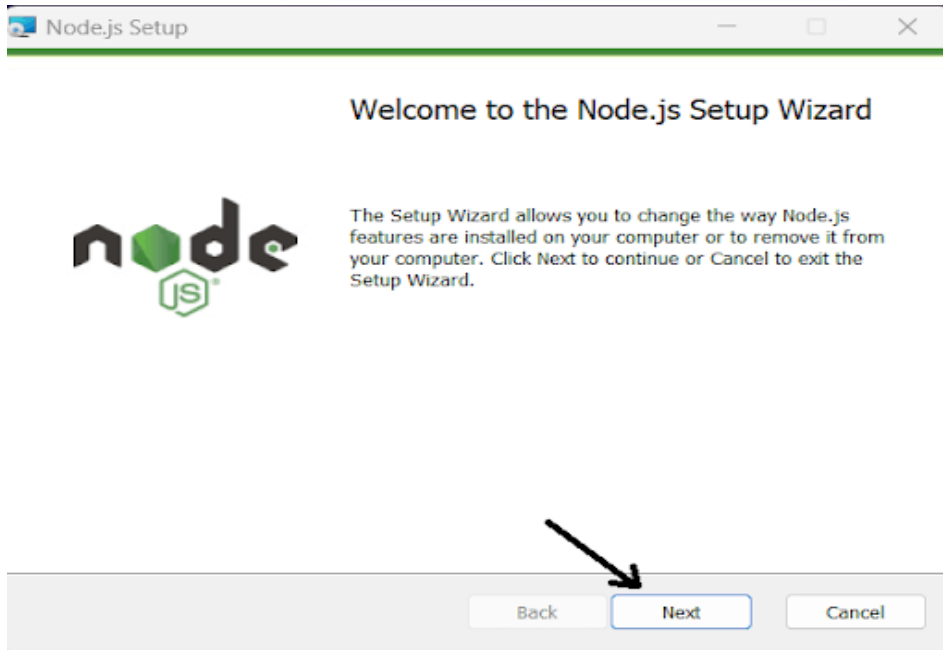 Node.js Setup
Welcome to the Node.js Setup Wizard
The Setup Wizard allows you to change the way Node.js
features are installed on your computer or to remove it from
your computer. Click Next to continue or Cancel to exit the
Setup Wizard.
node
JS
Back
Next
Cancel